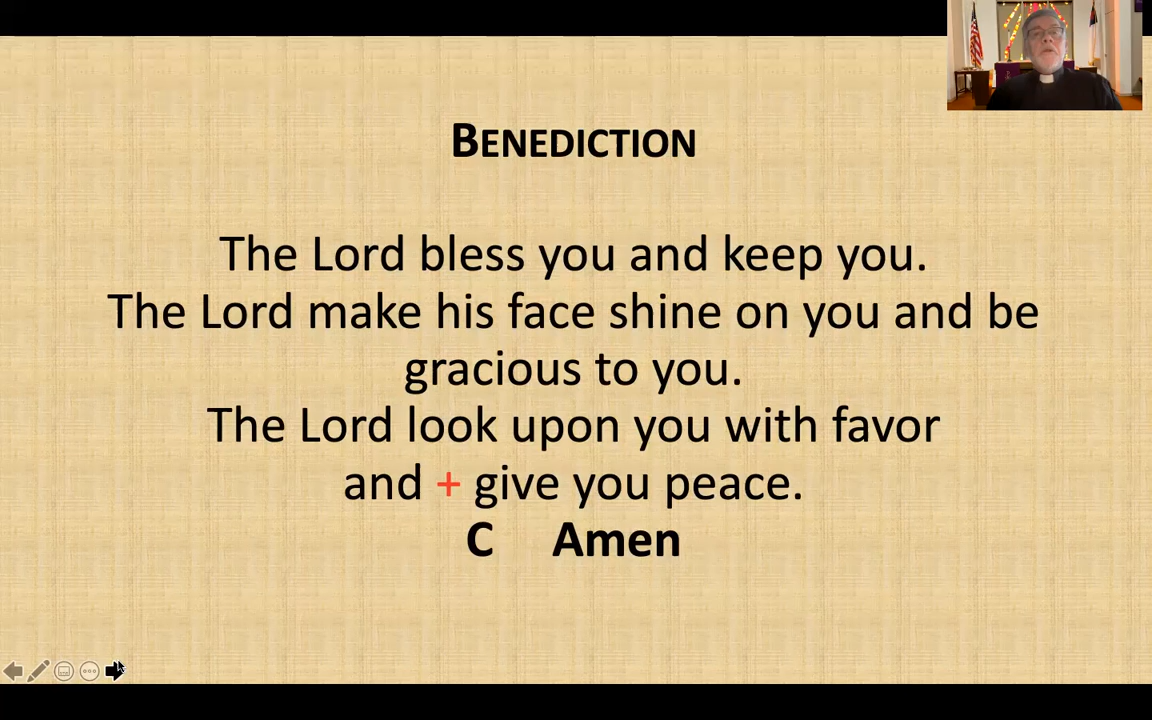 BENEDICTION
The Lord bless you and keep you.
The Lord make his face shine on you and be
gracious to you.
The Lord look upon you with favor
and + give you peace.
C Amen